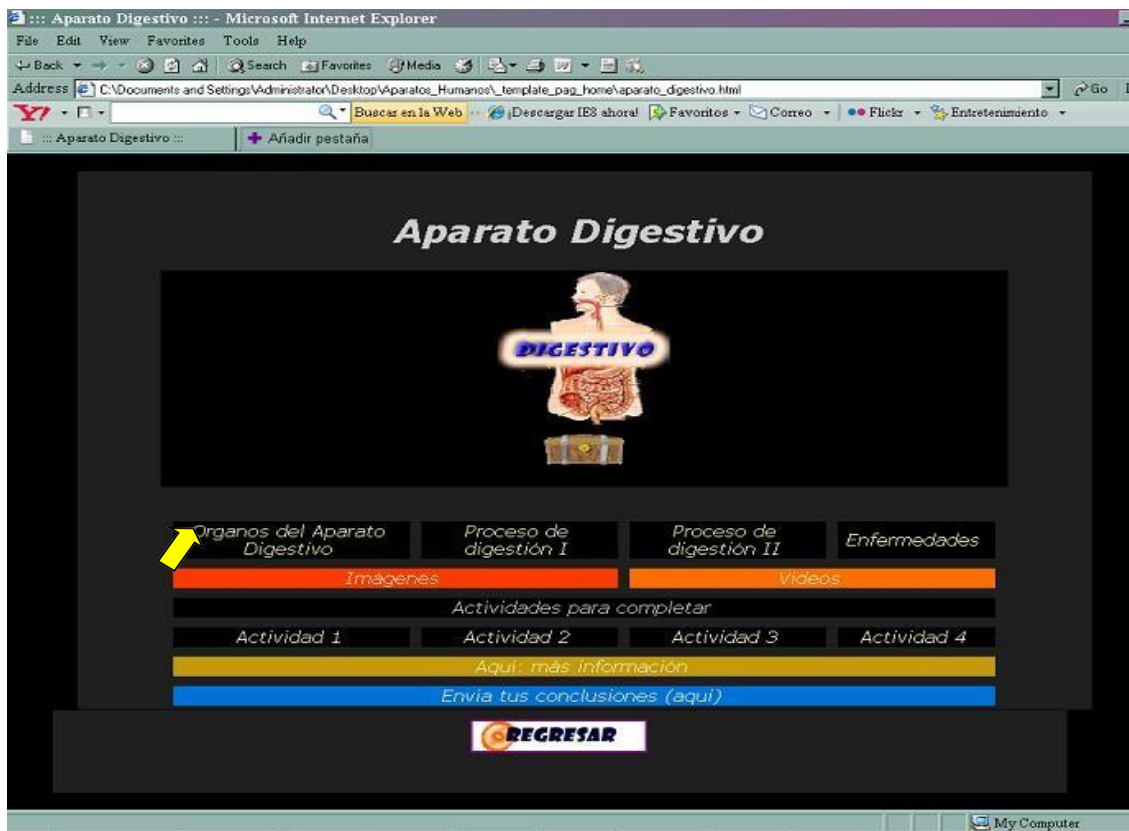 ::: Aparato Digestivo ::: - Microsoft Internet Explorer
File Edit View Favorites Tools Help
Back Search Favorites Media
Address C:\Documents and Settings\Administrator\Desktop\Aparatos_Humanos\_template_pag_home\aparato_digestivo.html Go
Y! Buscar en la Web ¡Descargar IE8 ahora! Favoritos Correo Flickr Entretenimiento
::: Aparato Digestivo ::: Añadir pestaña
Aparato Digestivo
DIGESTIVO
Organos del Aparato Digestivo Proceso de digestión I Proceso de digestión II Enfermedades
Imágenes Videos
Actividades para completar
Actividad 1 Actividad 2 Actividad 3 Actividad 4
Aquí: más información
Envia tus conclusiones (aquí)
REGRESAR
My Computer